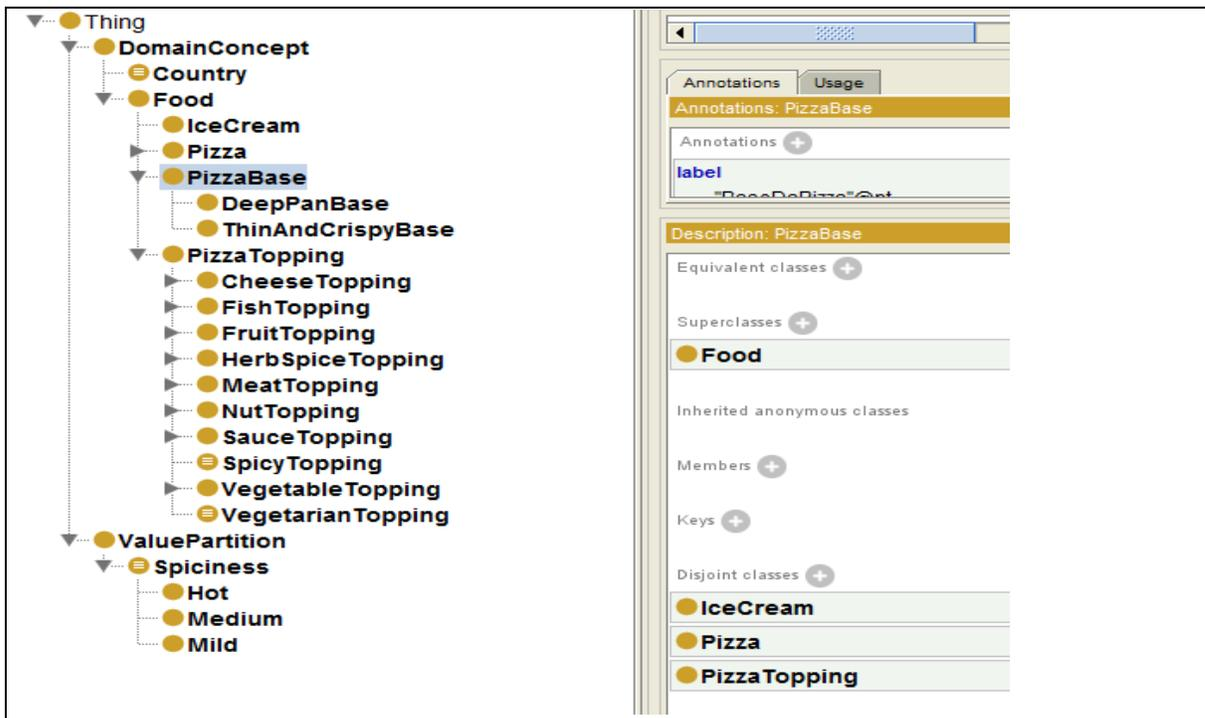 Thing
DomainConcept
Country
Food
IceCream
Pizza
PizzaBase
DeepPanBase
ThinAndCrispyBase
PizzaTopping
CheeseTopping
FishTopping
FruitTopping
HerbSpiceTopping
MeatTopping
NutTopping
SauceTopping
SpicyTopping
VegetableTopping
VegetarianTopping
ValuePartition
Spiciness
Hot
Medium
Mild
Annotations Usage
Annotations: PizzaBase
Annotations
label
Description: PizzaBase
Equivalent classes
Superclasses
Food
Inherited anonymous classes
Members
Keys
Disjoint classes
IceCream
Pizza
PizzaTopping